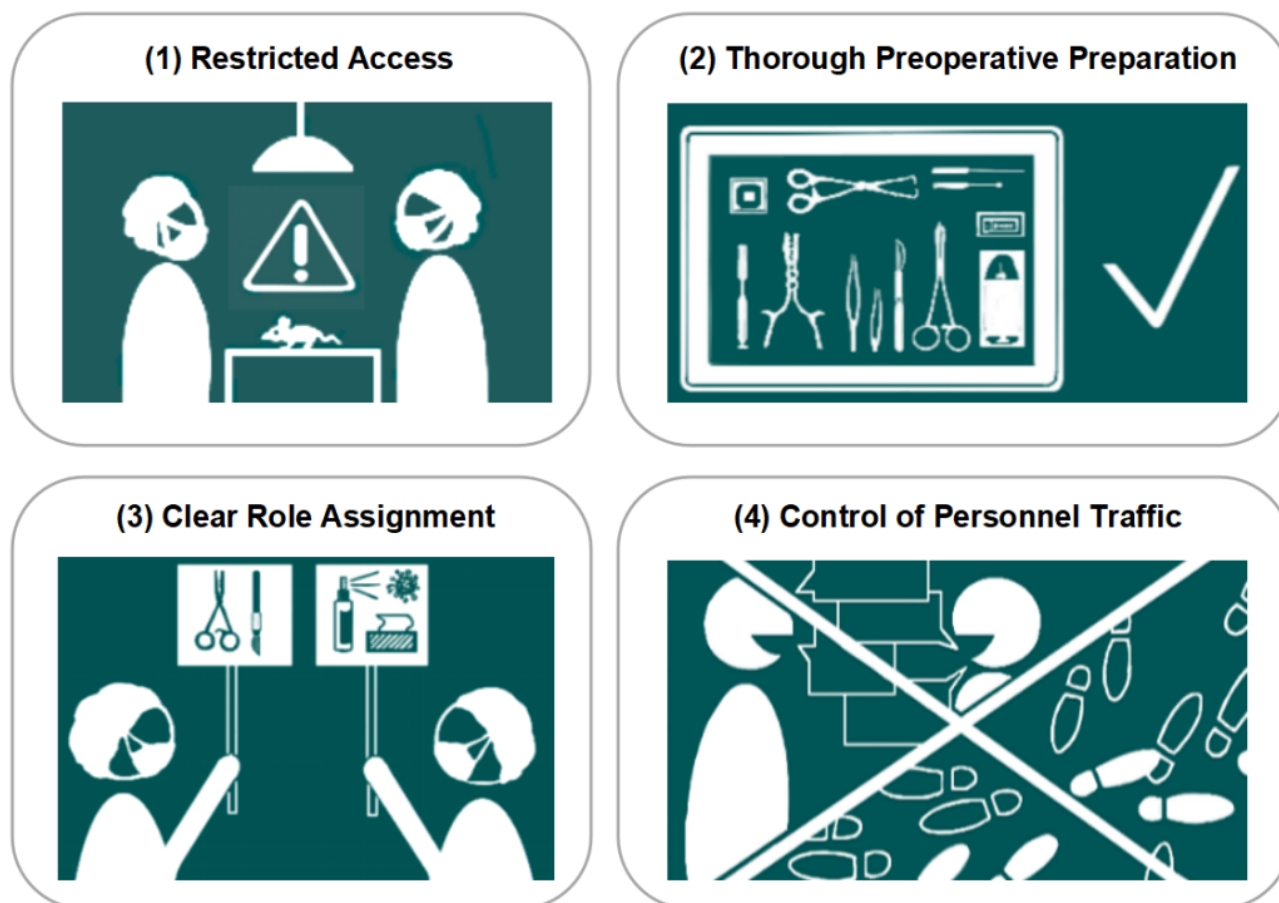 (1) Restricted Access
(2) Thorough Preoperative Preparation
(3) Clear Role Assignment
(4) Control of Personnel Traffic